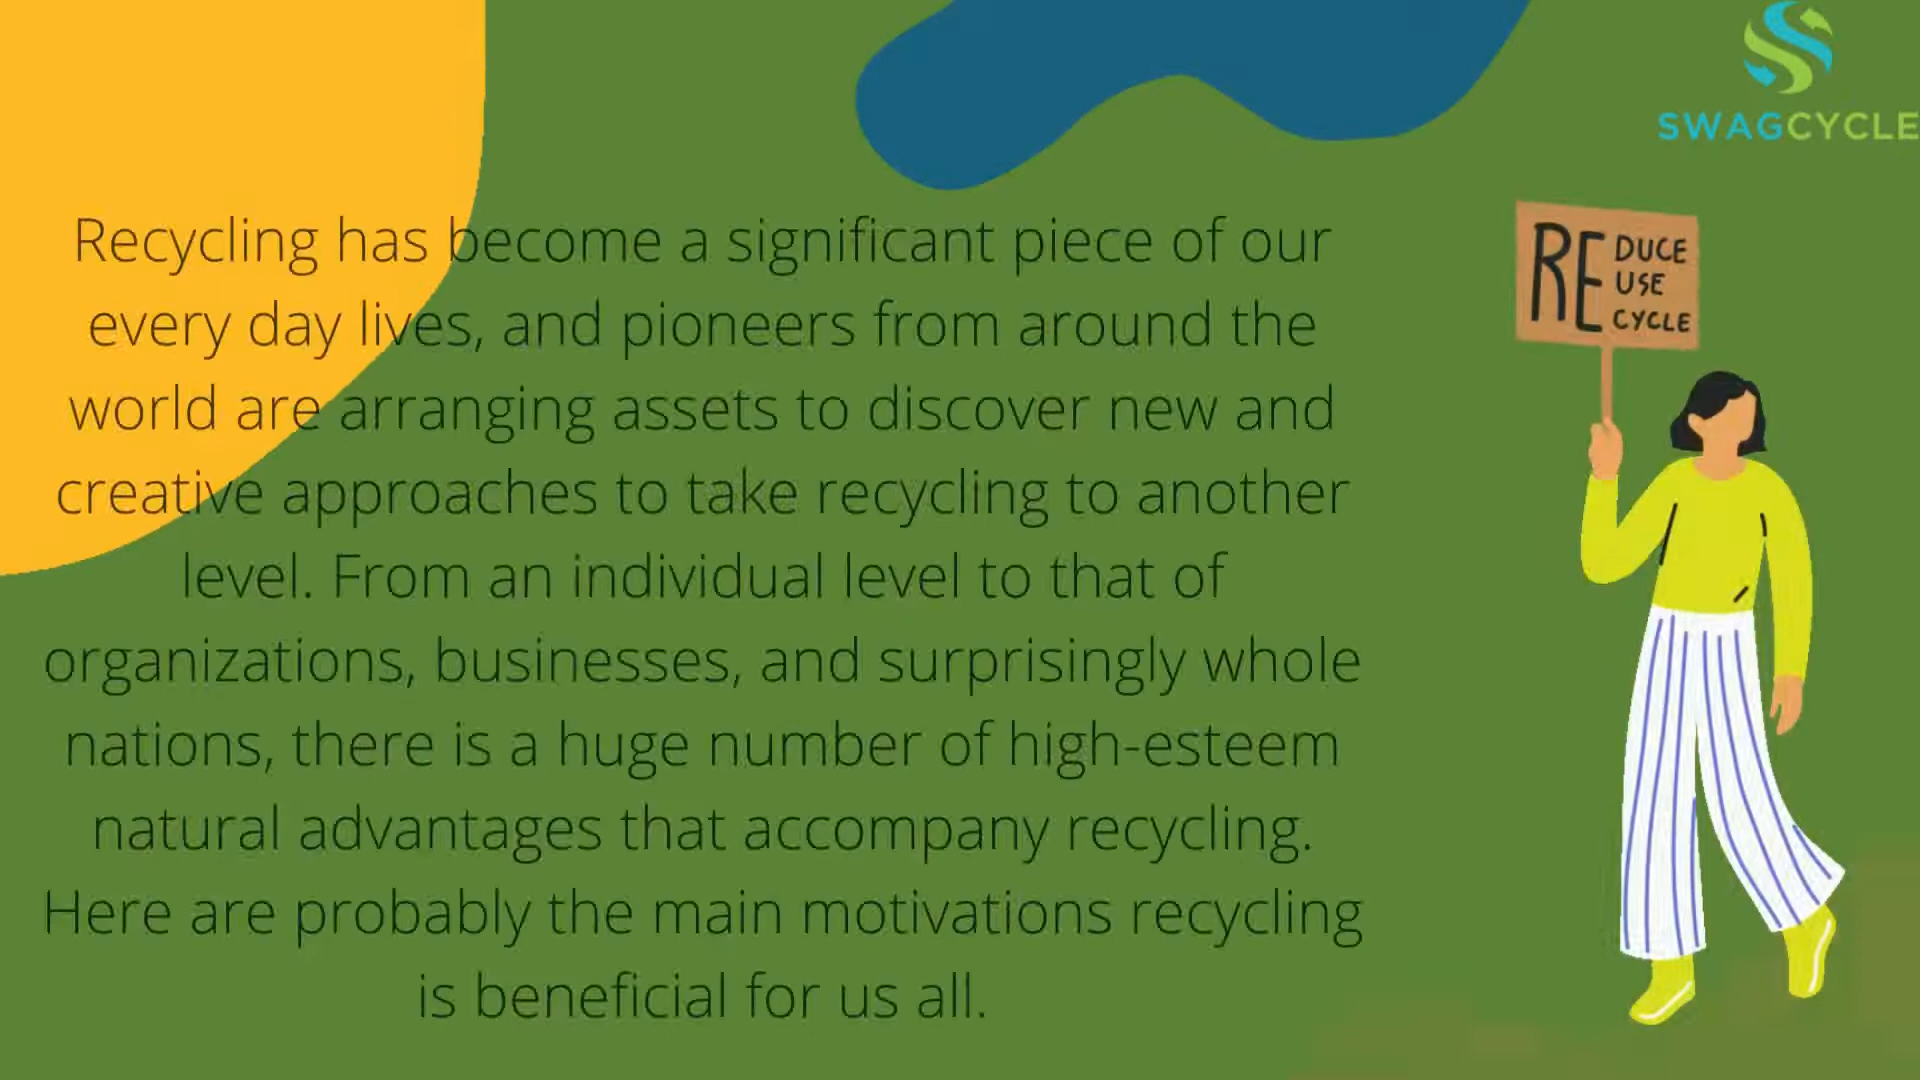 SWAGCYCLE
Recycling has become a significant piece of our
every day lives, and pioneers from around the
world are arranging assets to discover new and
creative approaches to take recycling to another
level. From an individual level to that of
organizations, businesses, and surprisingly whole
nations, there is a huge number of high-esteem
natural advantages that accompany recycling.
Here are probably the main motivations recycling
is beneficial for us all.
RE DUCE
USE
CYCLE